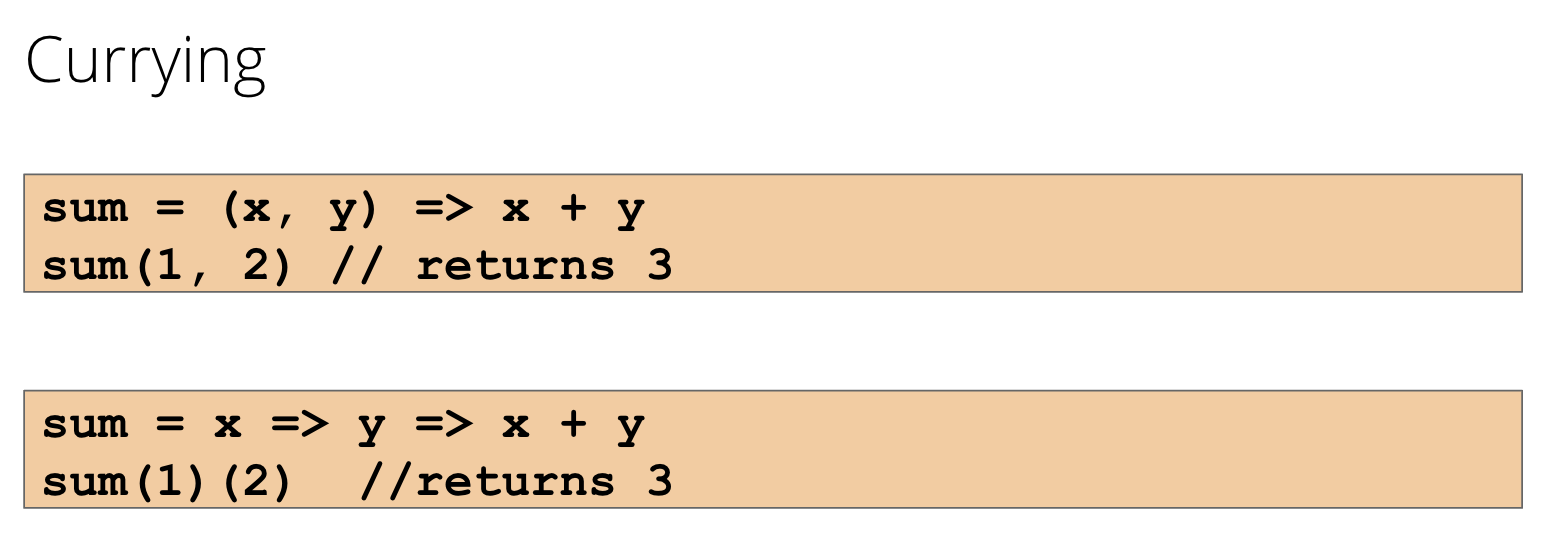 Currying
sum = (x, y) => x + y
sum(1, 2) // returns 3
sum = x => y => x + y
sum(1)(2)  //returns 3